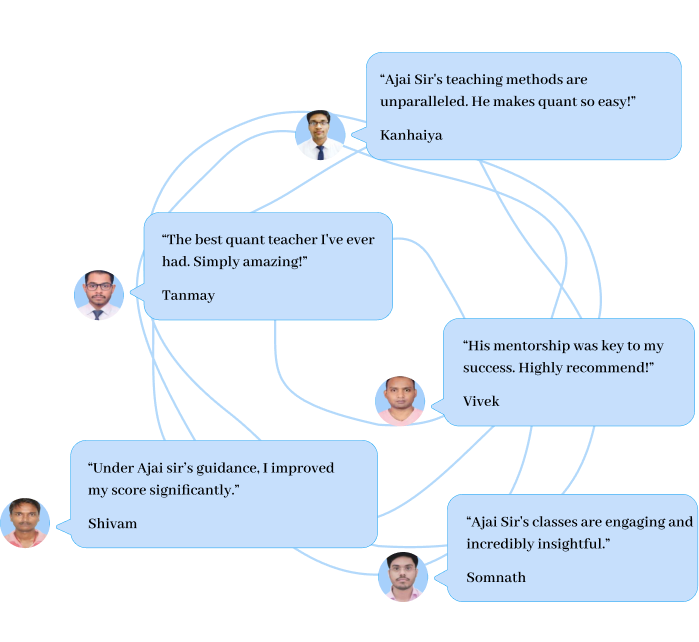 “Ajai Sir’s teaching methods are
unparalleled. He makes quant so easy!”
Kanhaiya
“The best quant teacher I’ve ever
had. Simply amazing!”
Tanmay
“His mentorship was key to my
success. Highly recommend!”
Vivek
“Under Ajai sir’s guidance, I improved
my score significantly.”
Shivam
“Ajai Sir’s classes are engaging and
incredibly insightful.”
Somnath